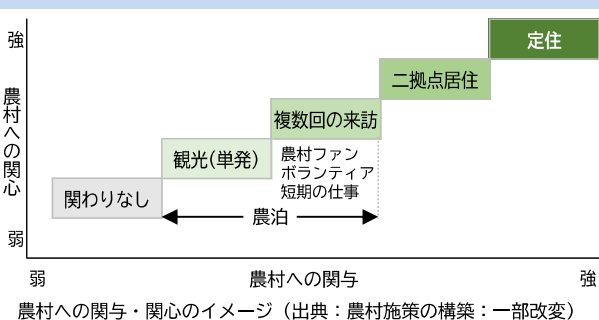 強
定住
二拠点居住
農村への関心
複数回の来訪
観光(単発)
農村ファン
ボランティア
短期の仕事
関わりなし
農泊
弱
弱
農村への関与
強
農村への関与・関心のイメージ（出典：農村施策の構築：一部改変）